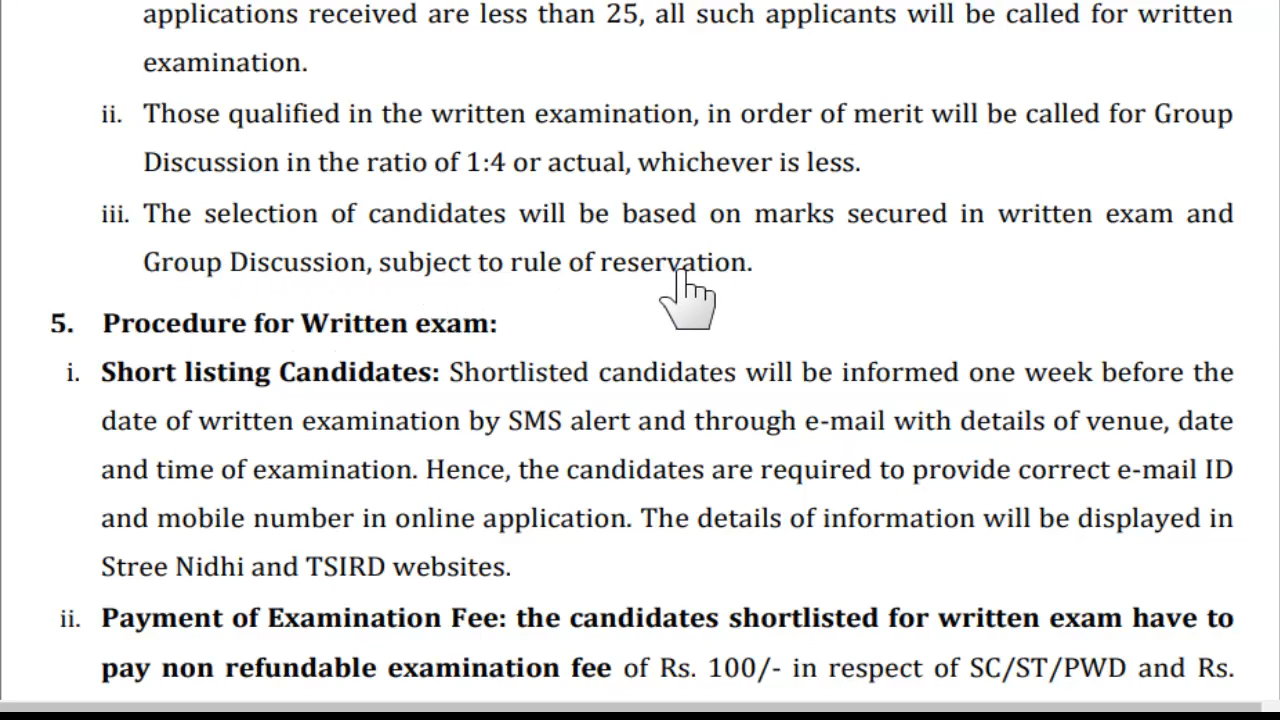 applications received are less than 25, all such applicants will be called for written
examination.
ii. Those qualified in the written examination, in order of merit will be called for Group
Discussion in the ratio of 1:4 or actual, whichever is less.
iii. The selection of candidates will be based on marks secured in written exam and
Group Discussion, subject to rule of reservation.
5. Procedure for Written exam:
i. Short listing Candidates: Shortlisted candidates will be informed one week before the
date of written examination by SMS alert and through e-mail with details of venue, date
and time of examination. Hence, the candidates are required to provide correct e-mail ID
and mobile number in online application. The details of information will be displayed in
Stree Nidhi and TSIRD websites.
ii. Payment of Examination Fee: the candidates shortlisted for written exam have to
pay non refundable examination fee of Rs. 100/- in respect of SC/ST/PWD and Rs.